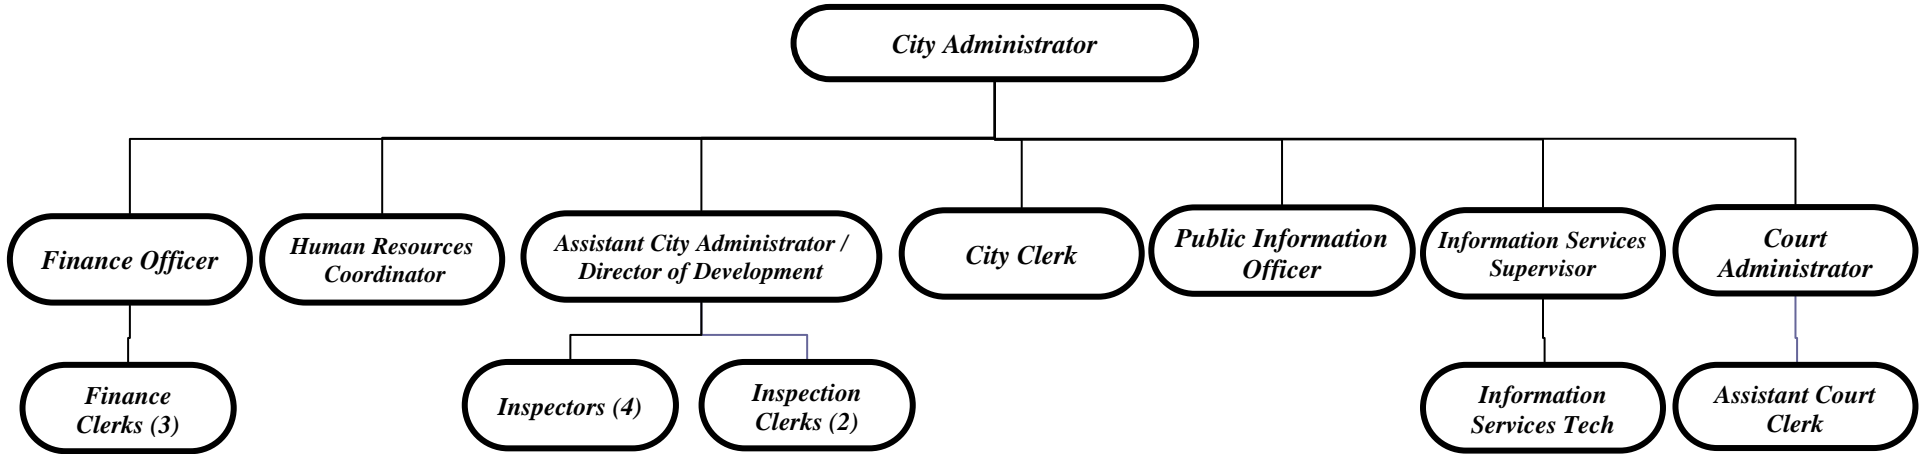 City Administrator
Finance Officer
Human Resources
Coordinator
Assistant City Administrator /
Director of Development
City Clerk
Public Information
Officer
Information Services
Supervisor
Court
Administrator
Finance
Clerks (3)
Inspectors (4)
Inspection
Clerks (2)
Information
Services Tech
Assistant Court
Clerk